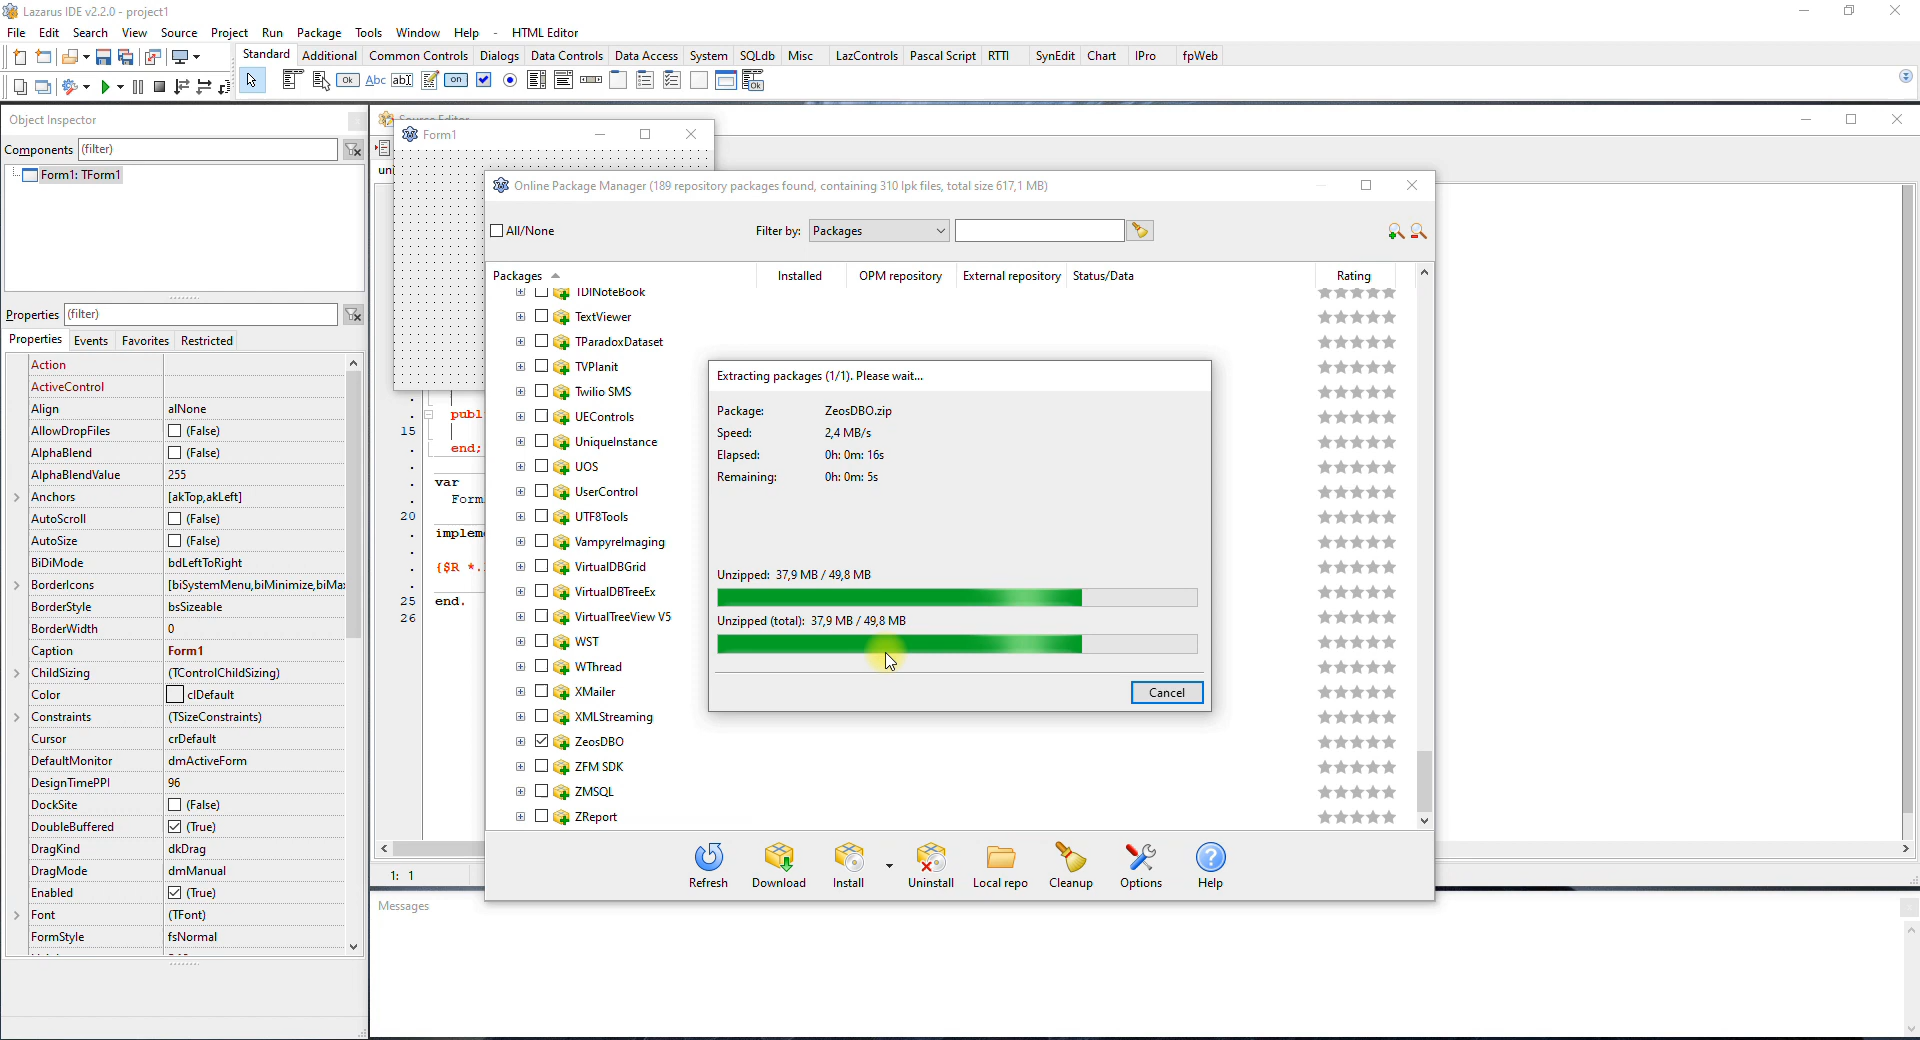 Lazarus IDE v2.2.0 - project1
File Edit Search View Source Project Run Package Tools Window Help - HTML Editor
Standard Additional Common Controls Dialogs Data Controls Data Access System SQLdb Misc LazControls Pascal Script RTTI SynEdit Chart IPro fpWeb
Ok Abc ab on Ok
Object Inspector
Components (filter)
Form1: TForm1
Properties (filter)
Properties Events Favorites Restricted
Action
ActiveControl
Align alNone
AllowDropFiles (False)
AlphaBlend (False)
AlphaBlendValue 255
Anchors [akTop,akLeft]
AutoScroll (False)
AutoSize (False)
BiDiMode bdLeftToRight
BorderIcons [biSystemMenu,biMinimize,biMa
BorderStyle bsSizeable
BorderWidth 0
Caption Form1
ChildSizing (TControlChildSizing)
Color clDefault
Constraints (TSizeConstraints)
Cursor crDefault
DefaultMonitor dmActiveForm
DesignTimePPI 96
DockSite (False)
DoubleBuffered (True)
DragKind dkDrag
DragMode dmManual
Enabled (True)
Font (TFont)
FormStyle fsNormal
Form1
publ
15
end;
var
Form
20
implem
{$R *.
25 end.
26
1: 1
Messages
Online Package Manager (189 repository packages found, containing 310 lpk files, total size 617,1 MB)
All/None Filter by: Packages
Packages Installed OPM repository External repository Status/Data Rating
TDINoteBook
TextViewer
TParadoxDataset
TVPlanit
Twilio SMS
UEControls
UniqueInstance
UOS
UserControl
UTF8Tools
VampyreImaging
VirtualDBGrid
VirtualDBTreeEx
VirtualTreeView V5
WST
WThread
XMailer
XMLStreaming
ZeosDBO
ZFM SDK
ZMSQL
ZReport
Refresh Download Install Uninstall Local repo Cleanup Options Help
Extracting packages (1/1). Please wait...
Package: ZeosDBO.zip
Speed: 2,4 MB/s
Elapsed: 0h: 0m: 16s
Remaining: 0h: 0m: 5s
Unzipped: 37,9 MB / 49,8 MB
Unzipped (total): 37,9 MB / 49,8 MB
Cancel